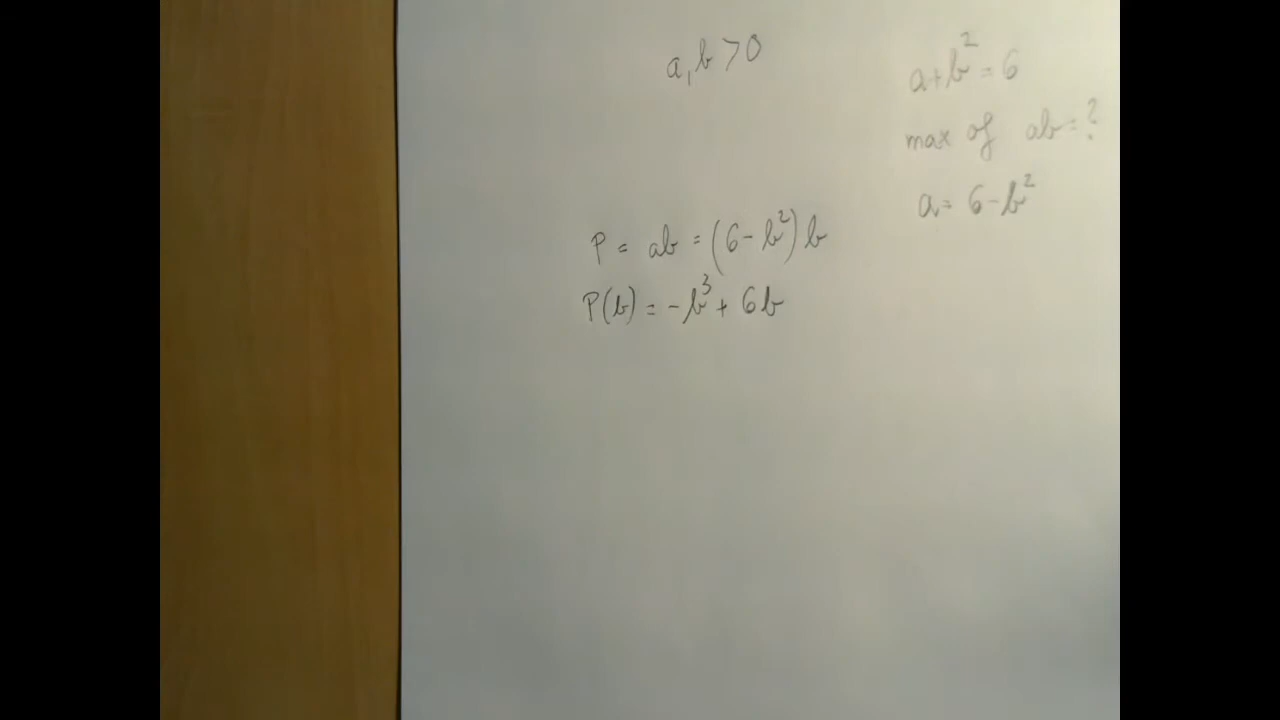 a, b > 0
a + b² = 6
max of ab = ?
a = 6 - b²
P = ab = (6 - b²) b
P(b) = -b³ + 6b